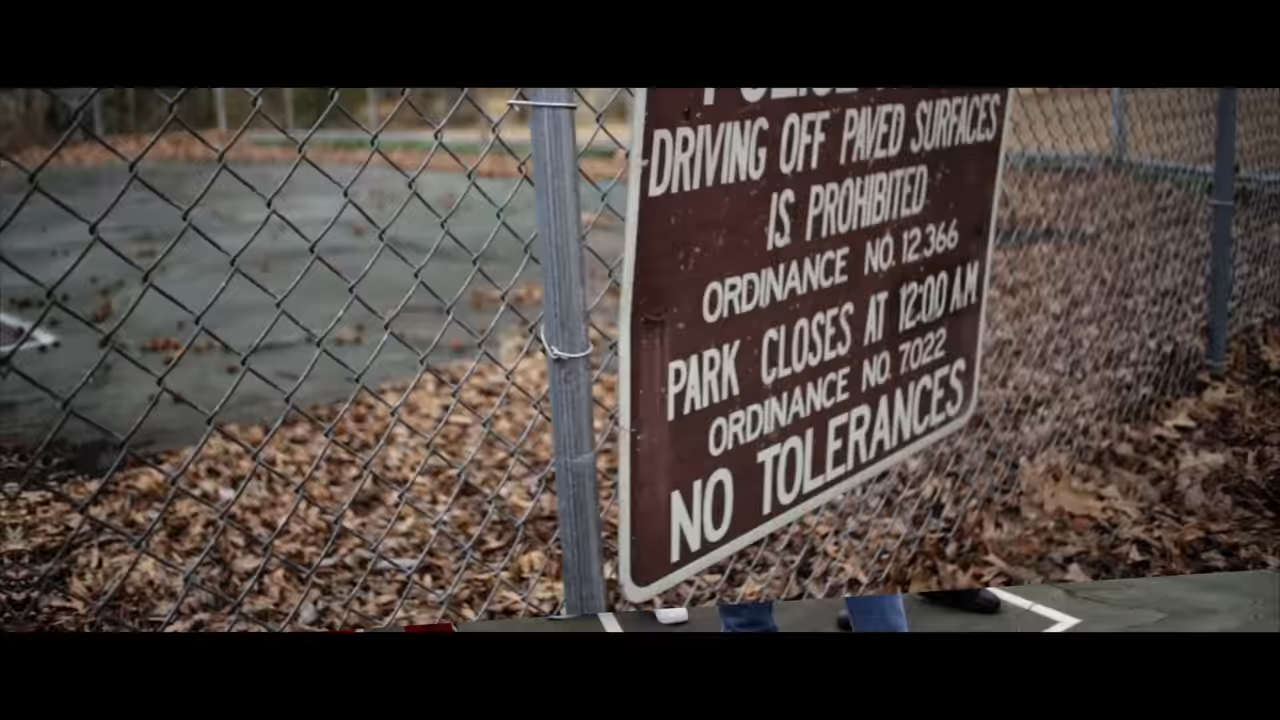 DRIVING OFF PAVED SURFACES
IS PROHIBITED
ORDINANCE NO. 12.366
PARK CLOSES AT 12:00 AM
ORDINANCE NO. 7022
NO TOLERANCES